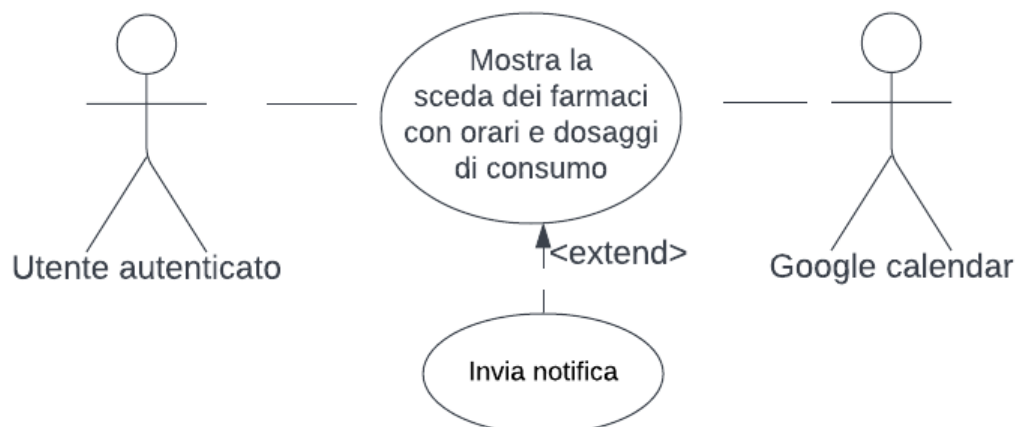 Mostra la
sceda dei farmaci
con orari e dosaggi
di consumo
Utente autenticato
<extend>
Google calendar
Invia notifica